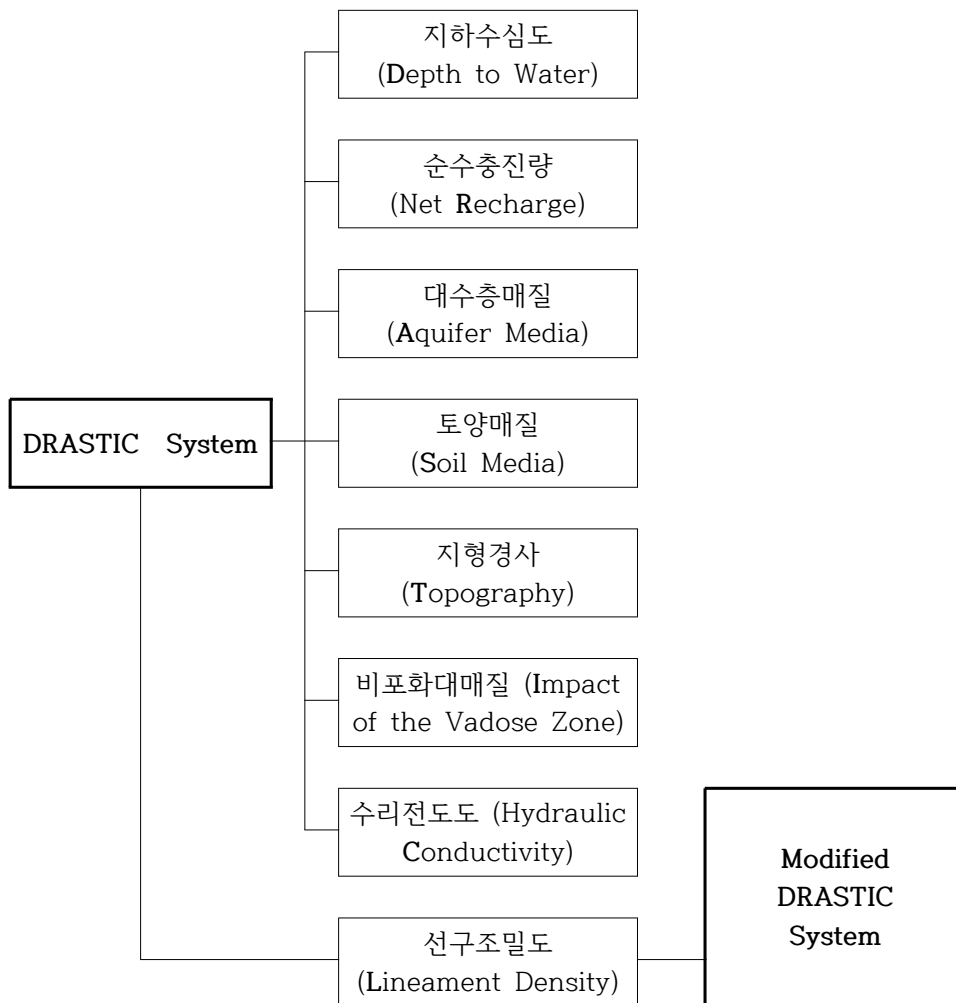 지하수심도
(Depth to Water)
순수충진량
(Net Recharge)
대수층매질
(Aquifer Media)
DRASTIC System
토양매질
(Soil Media)
지형경사
(Topography)
비포화대매질 (Impact
of the Vadose Zone)
수리전도도 (Hydraulic
Conductivity)
선구조밀도
(Lineament Density)
Modified
DRASTIC
System